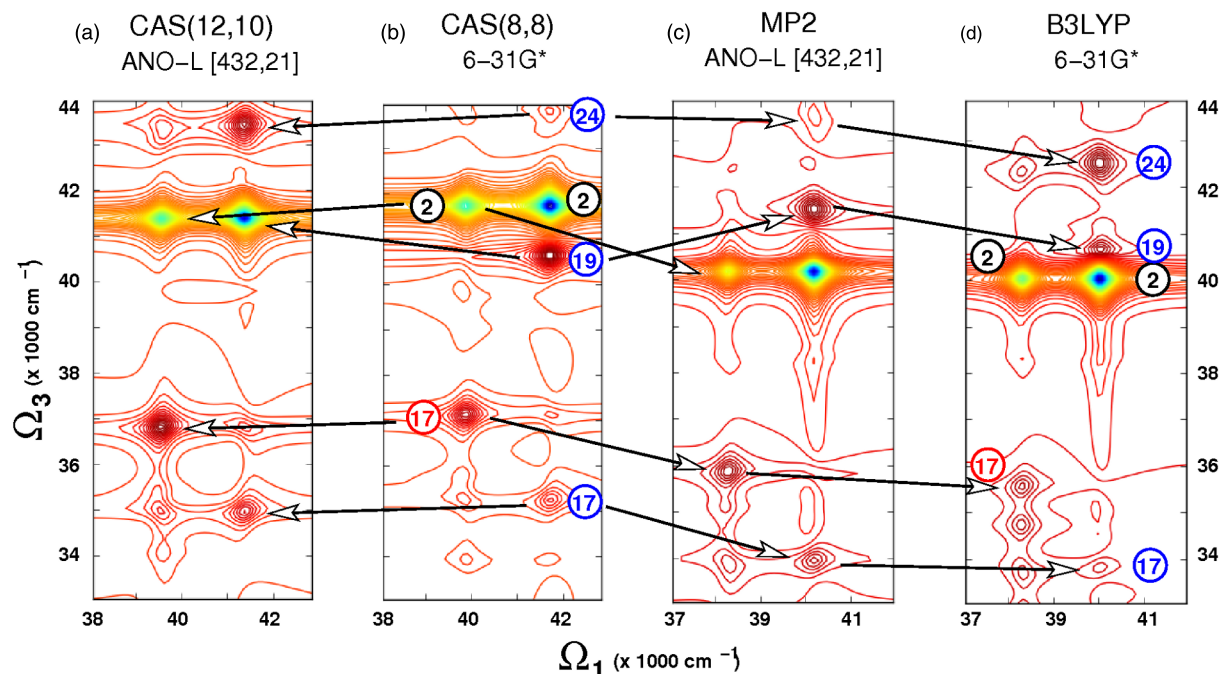 (a) CAS(12,10)
ANO−L [432,21]
(b) CAS(8,8)
6−31G*
(c) MP2
ANO−L [432,21]
(d) B3LYP
6−31G*
44
42
40
38
36
34
Ω3 (x 1000 cm −1)
24
2
2
19
17
17
24
19
2
2
17
17
44
42
40
38
36
34
38 40 42
38 40 42
37 39 41
37 39 41
Ω1 (x 1000 cm −1)